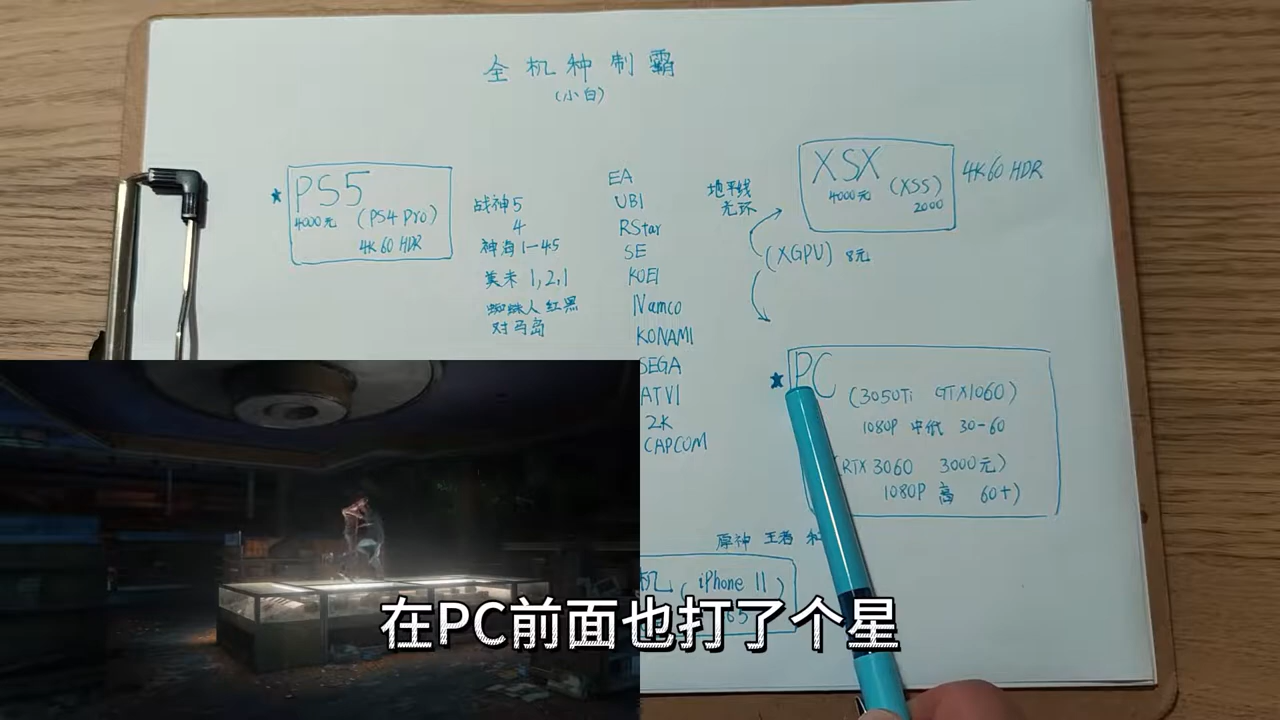 全机种制霸
(小白)
PS5
4000元 (PS4 Pro)
4K 60 HDR
战神5
4
神海1-45
美末 1,2,1
蜘蛛人 红黑
对马岛
EA
UBI
RStar
SE
KOEI
Namco
KONAMI
SEGA
ATVI
2K
CAPCOM
地平线
光环
XSX (XSS)
4000元 2000
4K 60 HDR
(XGPU) 8元
PC (3050Ti GTX1060)
1080P 中低 30-60
(RTX 3060 3000元)
1080P 高 60+)
原神 王者
机 (iPhone 11)
在PC前面也打了个星